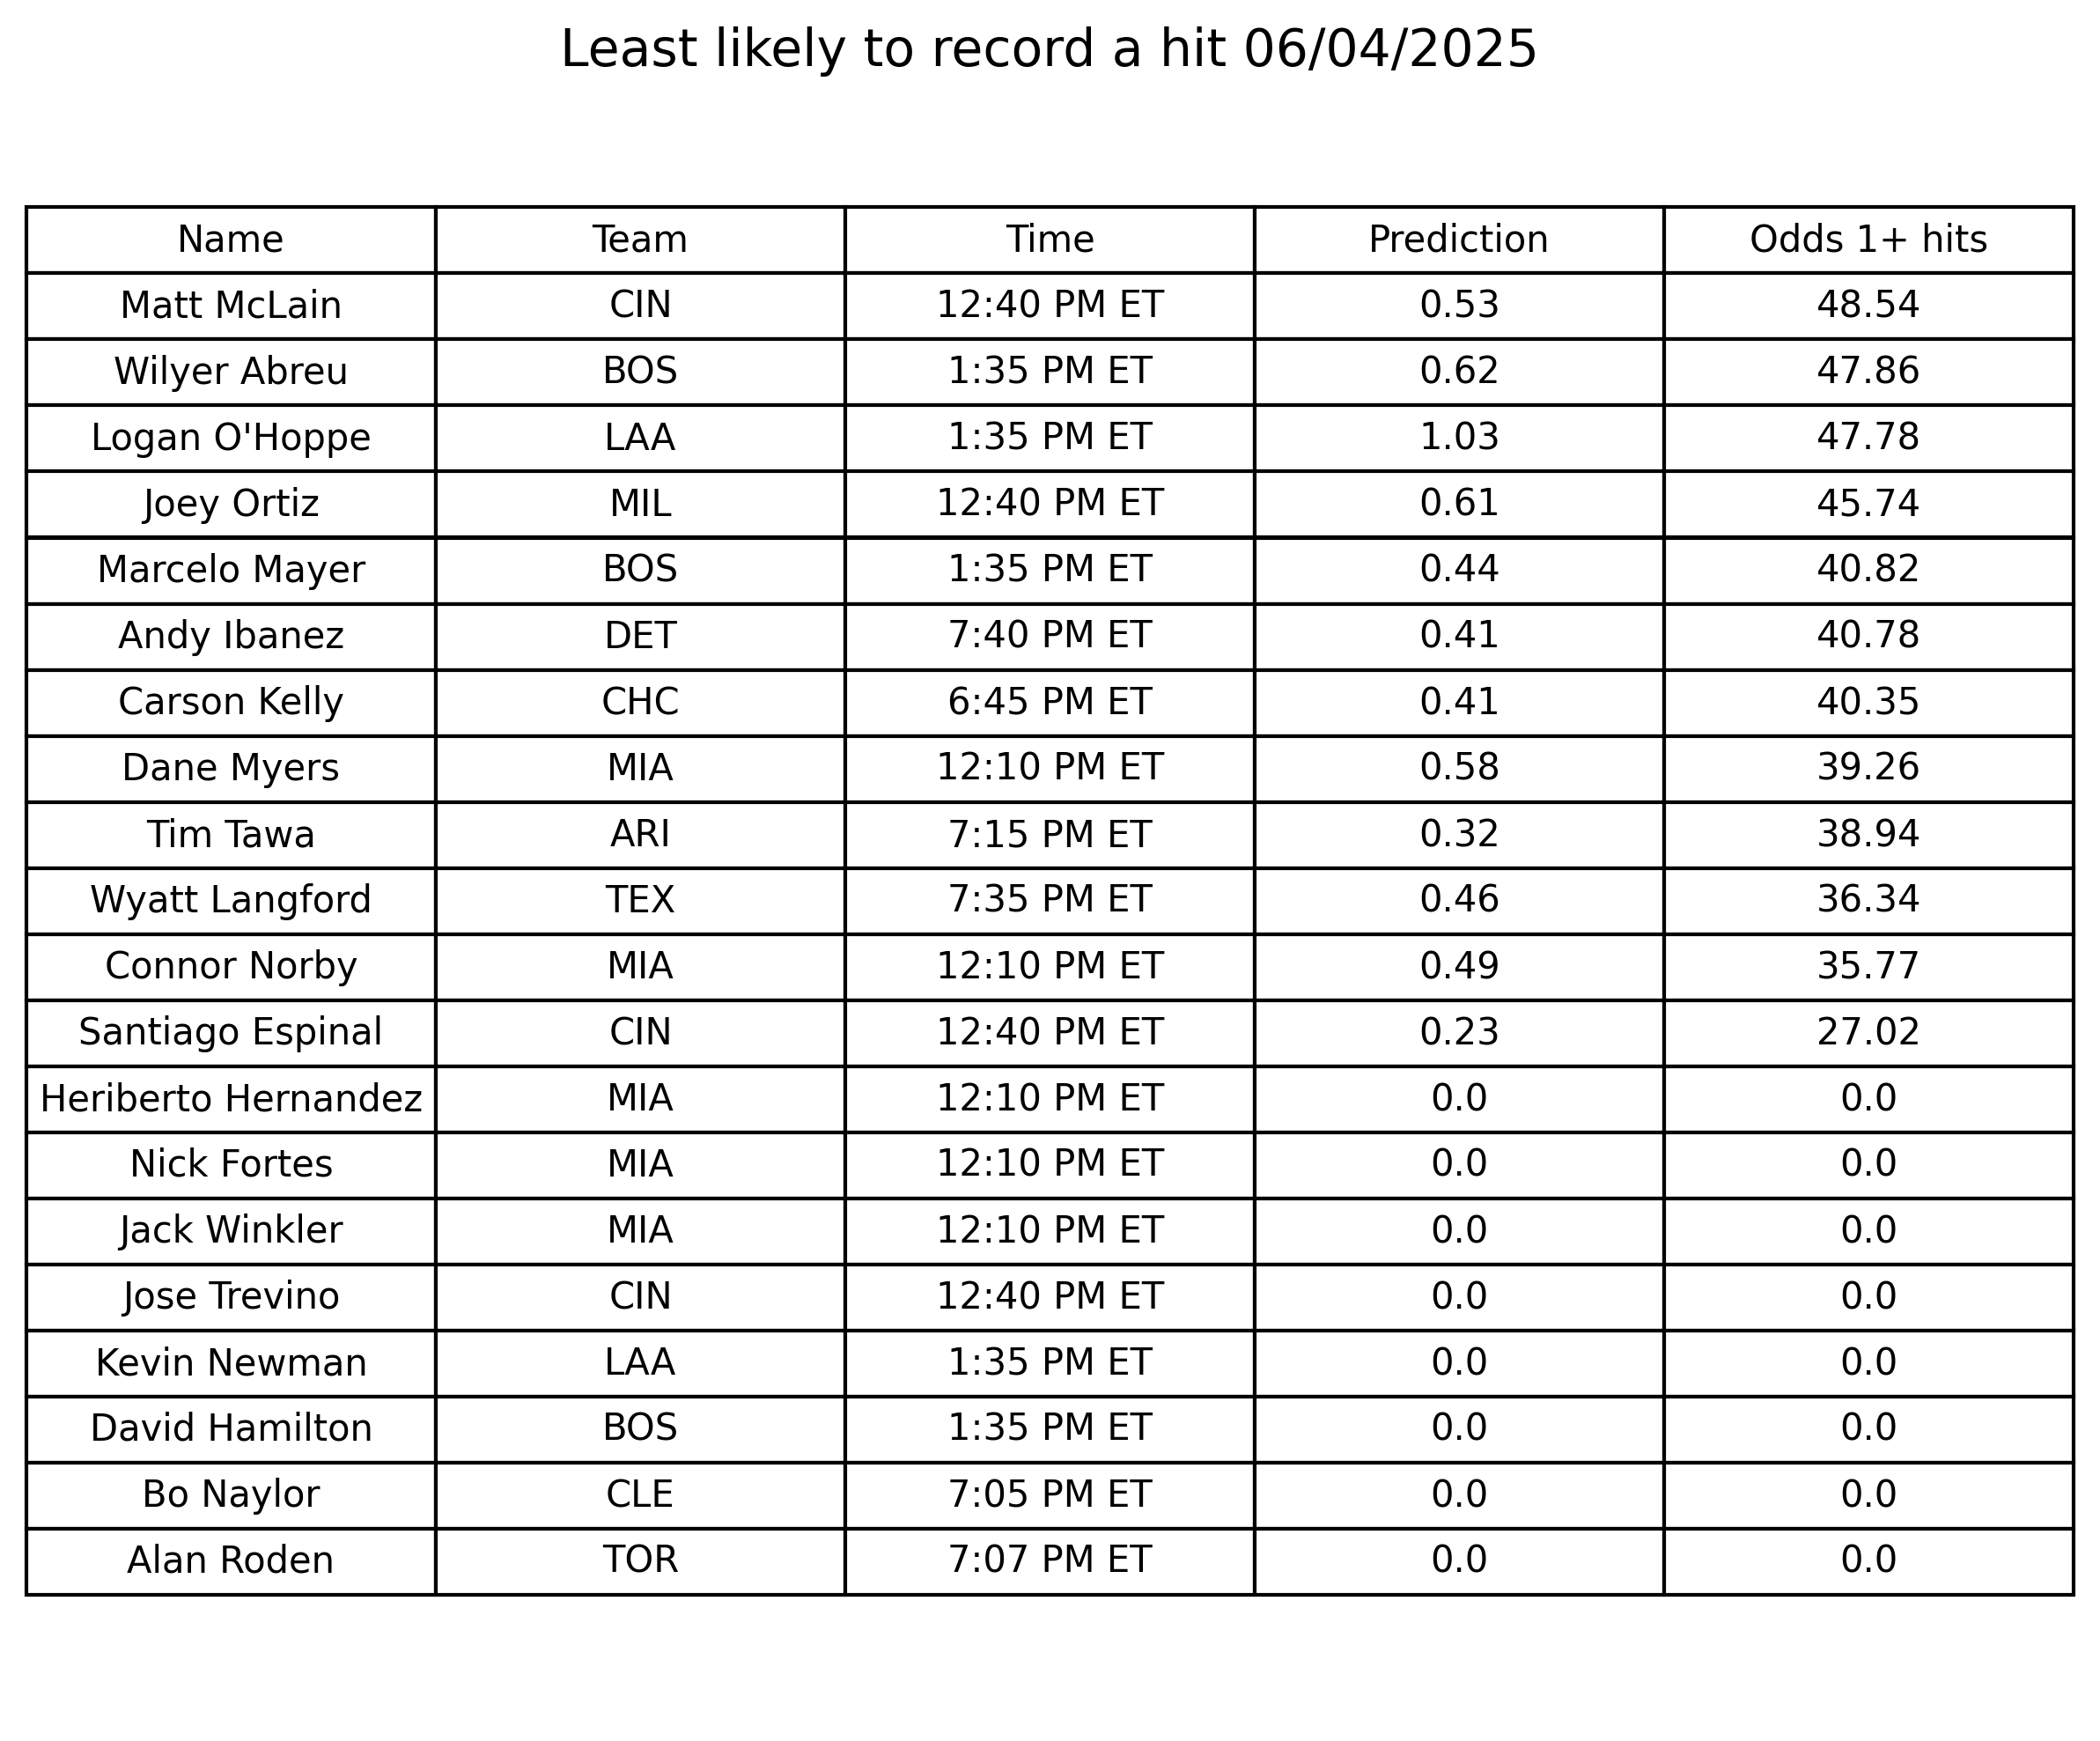 Least likely to record a hit 06/04/2025
Name Team Time Prediction Odds 1+ hits
Matt McLain CIN 12:40 PM ET 0.53 48.54
Wilyer Abreu BOS 1:35 PM ET 0.62 47.86
Logan O'Hoppe LAA 1:35 PM ET 1.03 47.78
Joey Ortiz MIL 12:40 PM ET 0.61 45.74
Marcelo Mayer BOS 1:35 PM ET 0.44 40.82
Andy Ibanez DET 7:40 PM ET 0.41 40.78
Carson Kelly CHC 6:45 PM ET 0.41 40.35
Dane Myers MIA 12:10 PM ET 0.58 39.26
Tim Tawa ARI 7:15 PM ET 0.32 38.94
Wyatt Langford TEX 7:35 PM ET 0.46 36.34
Connor Norby MIA 12:10 PM ET 0.49 35.77
Santiago Espinal CIN 12:40 PM ET 0.23 27.02
Heriberto Hernandez MIA 12:10 PM ET 0.0 0.0
Nick Fortes MIA 12:10 PM ET 0.0 0.0
Jack Winkler MIA 12:10 PM ET 0.0 0.0
Jose Trevino CIN 12:40 PM ET 0.0 0.0
Kevin Newman LAA 1:35 PM ET 0.0 0.0
David Hamilton BOS 1:35 PM ET 0.0 0.0
Bo Naylor CLE 7:05 PM ET 0.0 0.0
Alan Roden TOR 7:07 PM ET 0.0 0.0